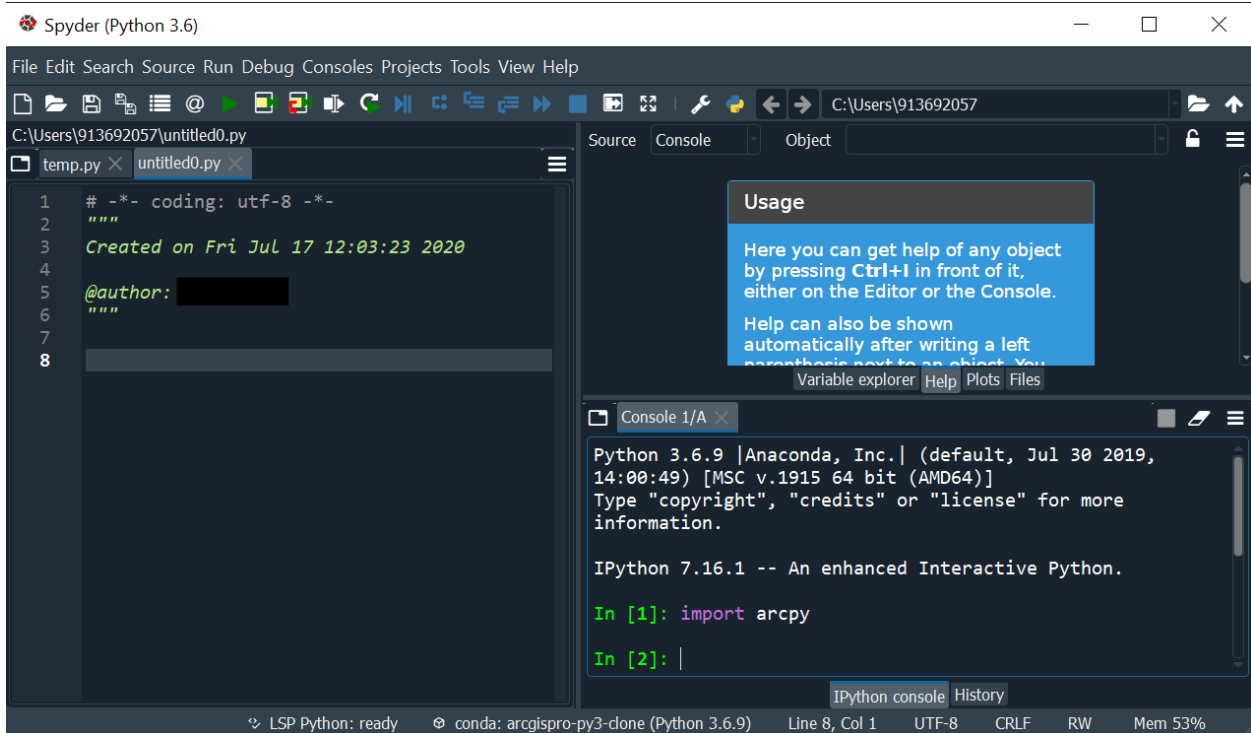 Spyder (Python 3.6)
File Edit Search Source Run Debug Consoles Projects Tools View Help
C:\Users\913692057
C:\Users\913692057\untitled0.py
temp.py untitled0.py
1 # -*- coding: utf-8 -*-
2 """
3 Created on Fri Jul 17 12:03:23 2020
4
5 @author:
6 """
7
8
Source Console Object
Usage
Here you can get help of any object
by pressing Ctrl+I in front of it,
either on the Editor or the Console.
Help can also be shown
automatically after writing a left
parenthesis next to an object. You
Variable explorer Help Plots Files
Console 1/A
Python 3.6.9 |Anaconda, Inc.| (default, Jul 30 2019,
14:00:49) [MSC v.1915 64 bit (AMD64)]
Type "copyright", "credits" or "license" for more
information.
IPython 7.16.1 -- An enhanced Interactive Python.
In [1]: import arcpy
In [2]:
IPython console History
LSP Python: ready conda: arcgispro-py3-clone (Python 3.6.9) Line 8, Col 1 UTF-8 CRLF RW Mem 53%